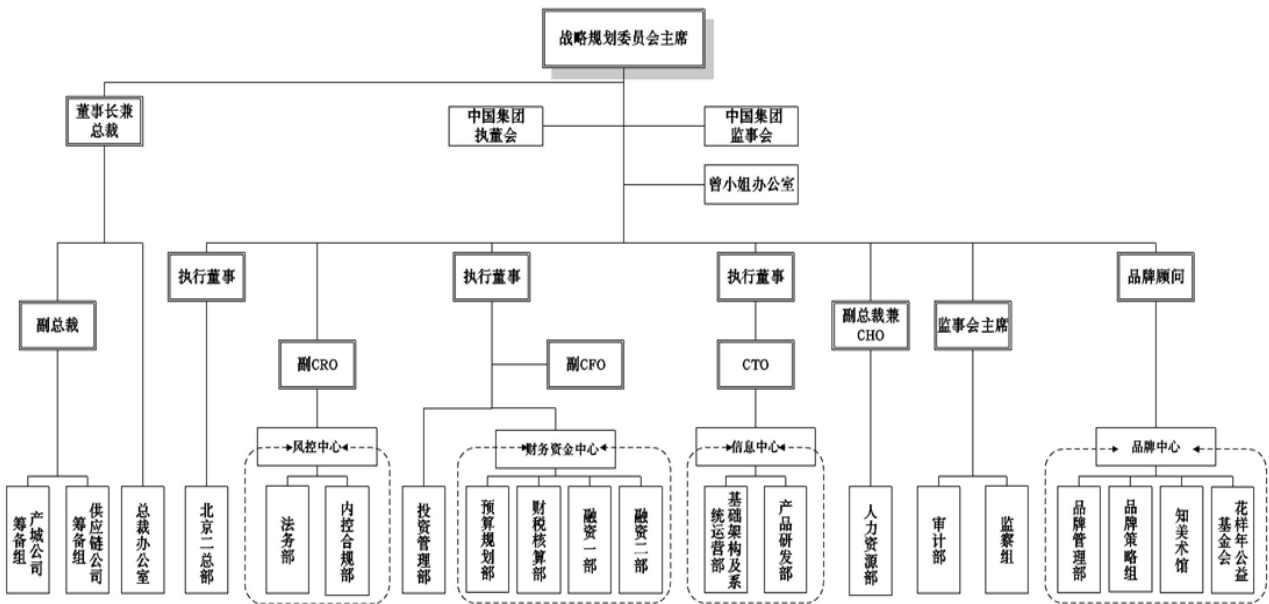 战略规划委员会主席
董事长兼
总裁
中国集团
执董会
中国集团
监事会
曾小姐办公室
执行董事
执行董事
执行董事
品牌顾问
副总裁
副总裁兼
CHO
监事会主席
副CRO
副CFO
CTO
风控中心
财务资金中心
信息中心
品牌中心
产城公司
筹备组
供应链公司
筹备组
总裁办公室
北京二总部
法务部
内控合规部
投资管理部
预算规划部
财税核算部
融资一部
融资二部
基础架构及系
统运营部
产品研发部
人力资源部
审计部
监察组
品牌管理部
品牌策略组
知美术馆
花样年公益
基金会